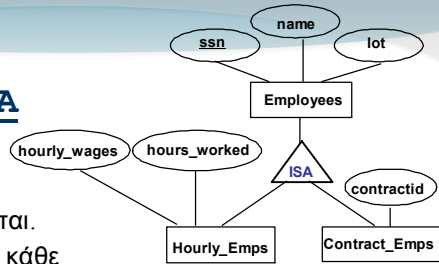 name
ssn
lot
A
Employees
hourly_wages
hours_worked
ISA
contractid
ται.
κάθε
Hourly_Emps
Contract_Emps